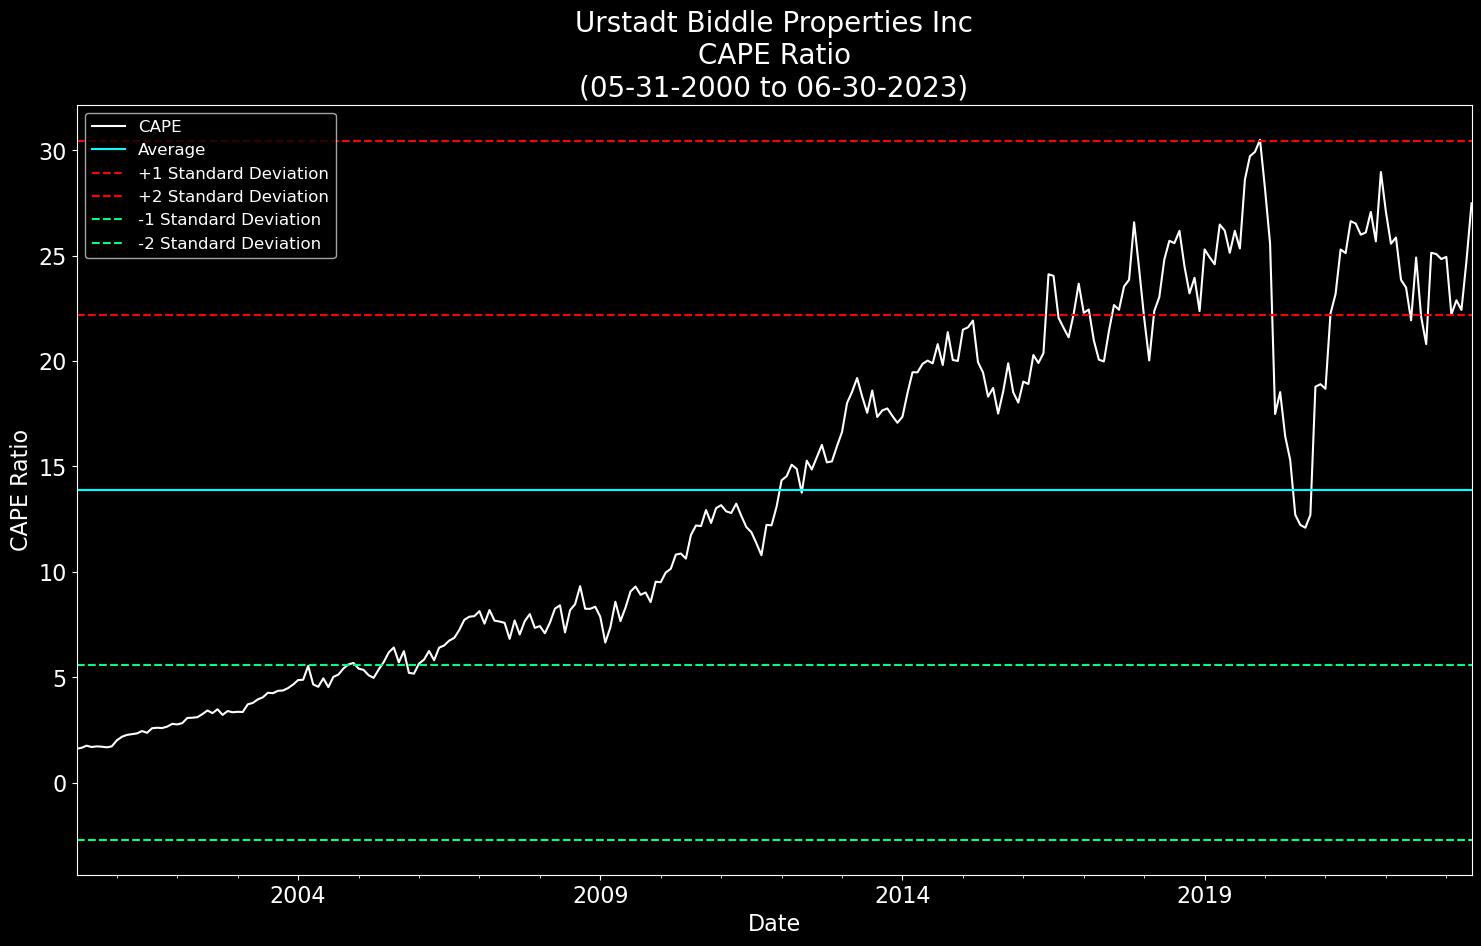 Urstadt Biddle Properties Inc
CAPE Ratio
(05-31-2000 to 06-30-2023)
CAPE
Average
+1 Standard Deviation
+2 Standard Deviation
-1 Standard Deviation
-2 Standard Deviation
CAPE Ratio
30
25
20
15
10
5
0
2004
2009
2014
2019
Date